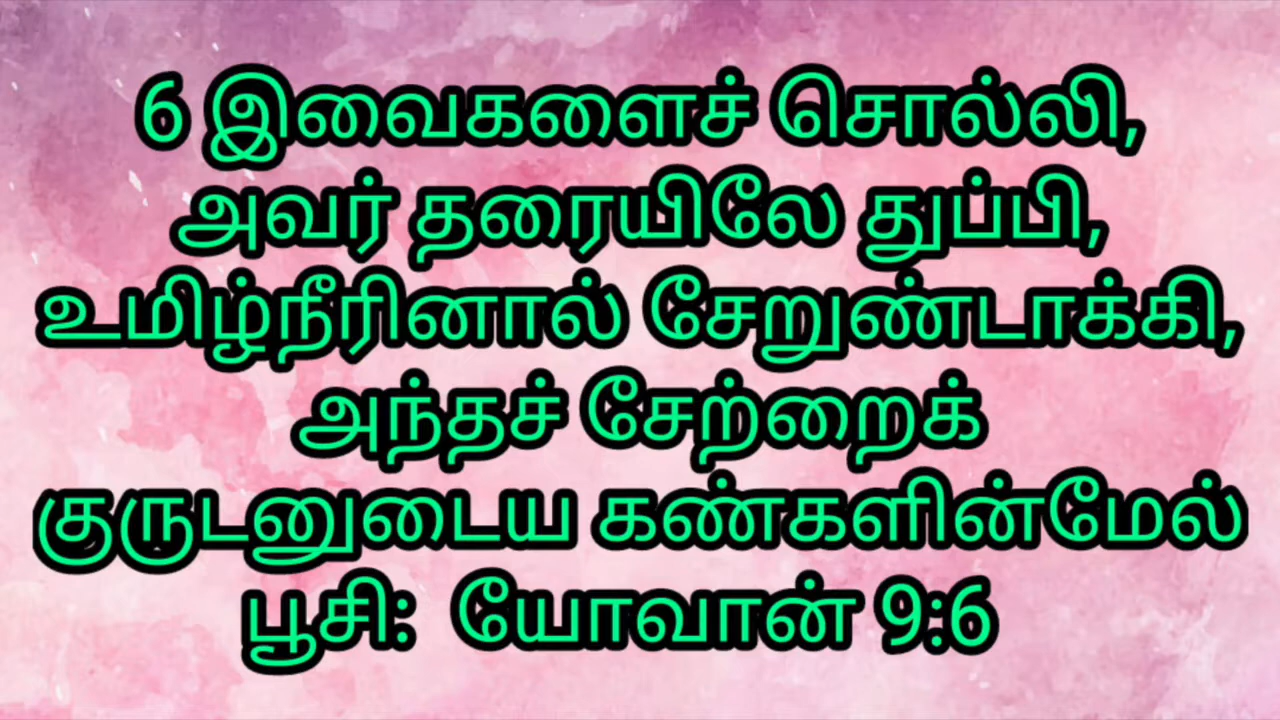 6 இவைகளைச் சொல்லி,
அவர் தரையிலே துப்பி,
உமிழ்நீரினால் சேறுண்டாக்கி,
அந்தச் சேற்றைக்
குருடனுடைய கண்களின்மேல்
பூசி: யோவான் 9:6